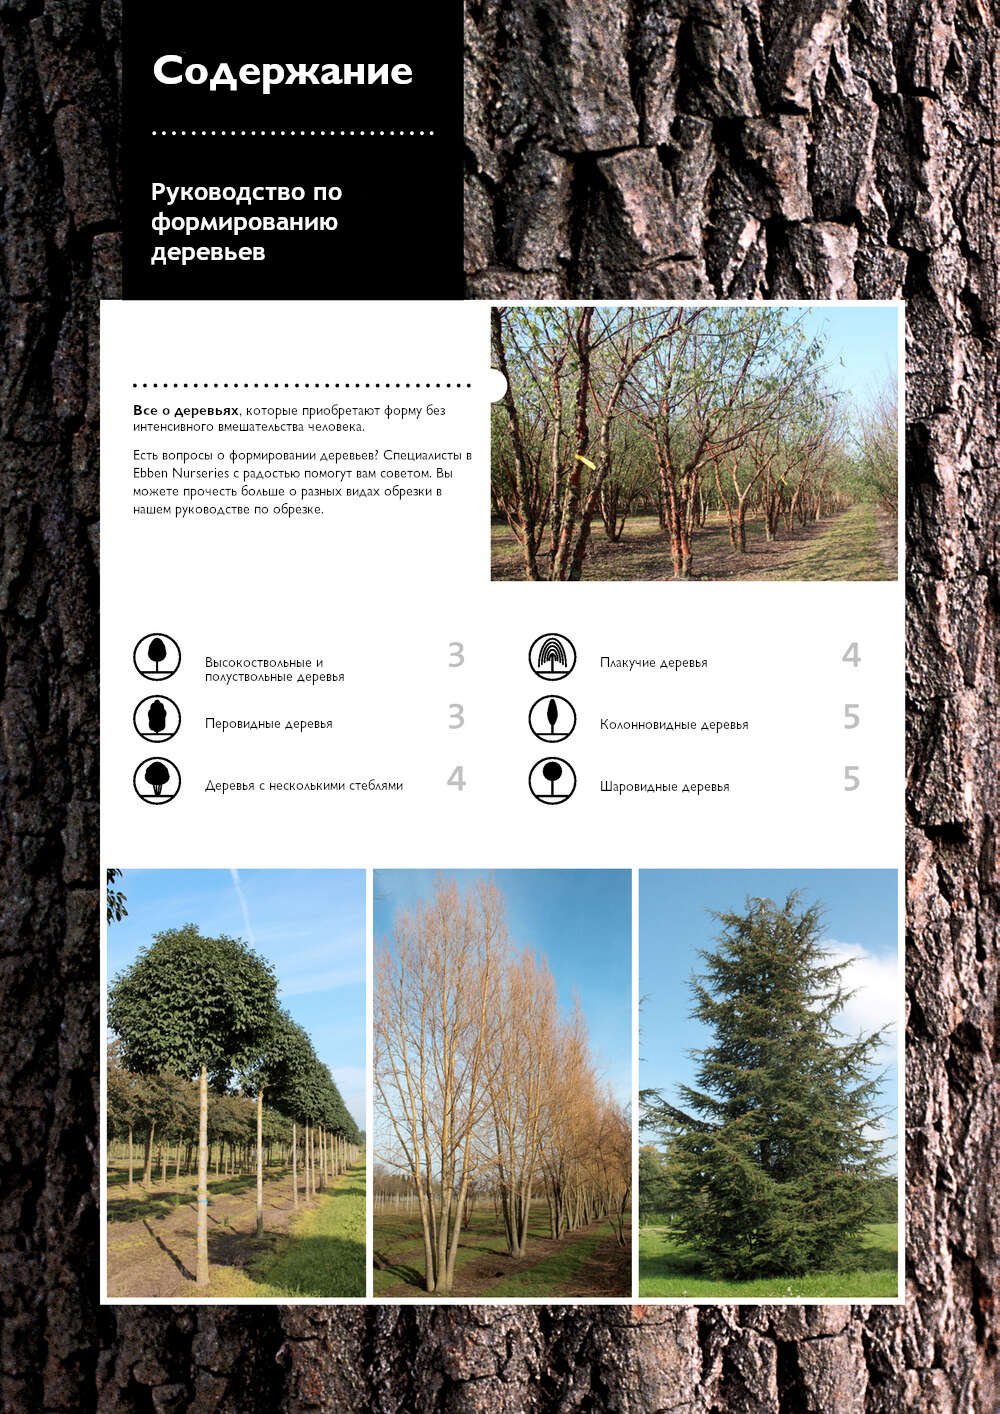 Содержание
Руководство по
формированию
деревьев
Все о деревьях, которые приобретают форму без
интенсивного вмешательства человека.
Есть вопросы о формировании деревьев? Специалисты в
Ebben Nurseries с радостью помогут вам советом. Вы
можете прочесть больше о разных видах обрезки в
нашем руководстве по обрезке.
Высокоствольные и
полуствольные деревья 3
Перовидные деревья 3
Деревья с несколькими стеблями 4
Плакучие деревья 4
Колонновидные деревья 5
Шаровидные деревья 5